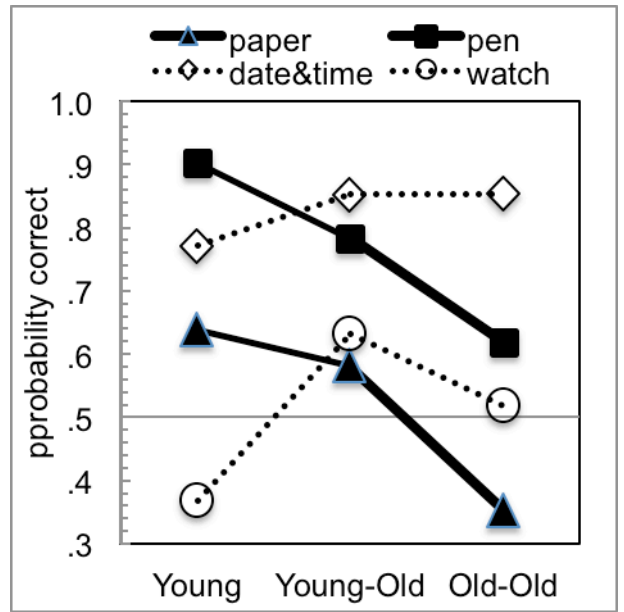 paper pen
date&time watch
1.0
.9
.8
.7
.6
.5
.4
.3
pprobability correct
Young Young-Old Old-Old